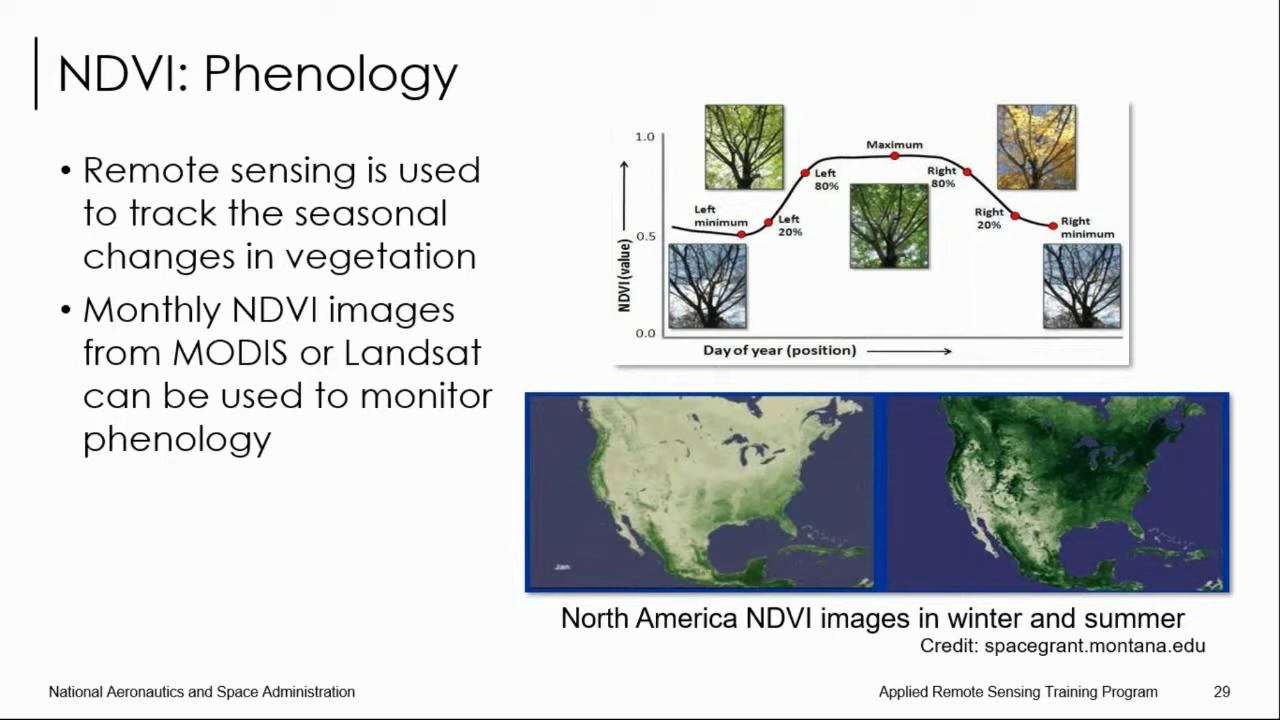 NDVI: Phenology
• Remote sensing is used
to track the seasonal
changes in vegetation
• Monthly NDVI images
from MODIS or Landsat
can be used to monitor
phenology
1.0
0.5
0.0
NDVI (value)
Left
minimum
Left
20%
Left
80%
Maximum
Right
80%
Right
20%
Right
minimum
Day of year (position)
North America NDVI images in winter and summer
Credit: spacegrant.montana.edu
National Aeronautics and Space Administration
Applied Remote Sensing Training Program
29